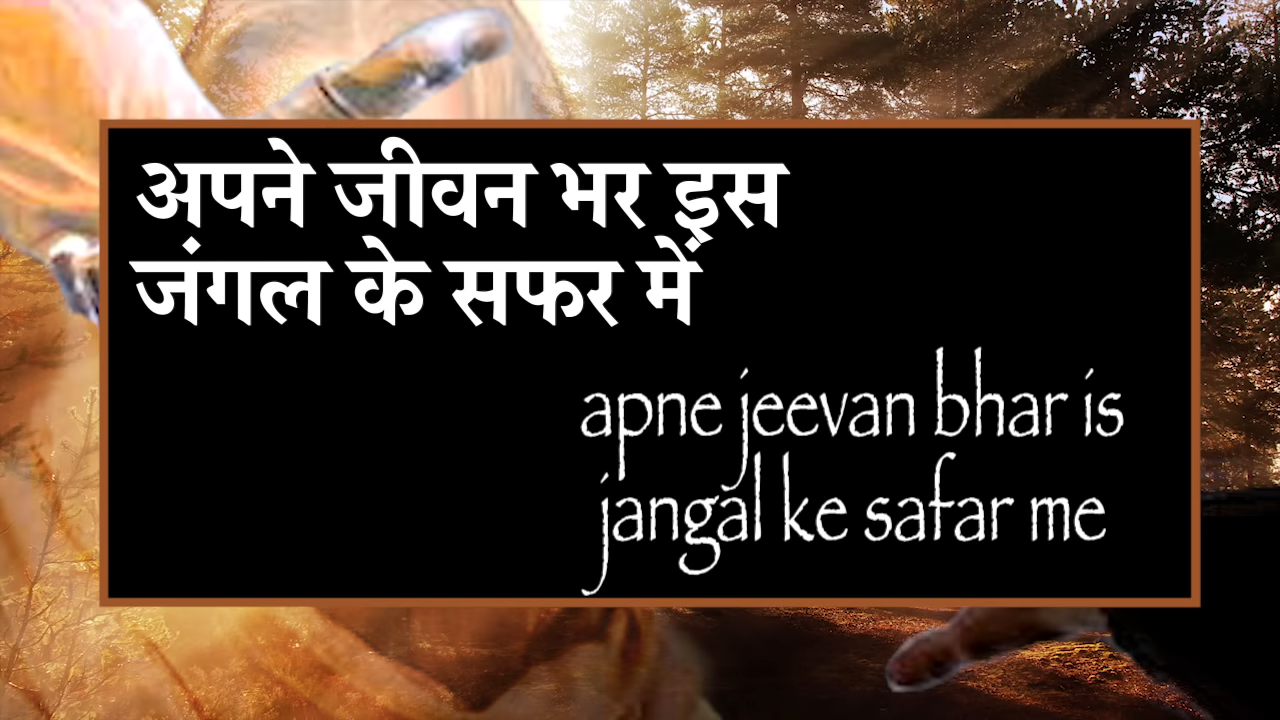 अपने जीवन भर इस
जंगल के सफर में
apne jeevan bhar is
jangal ke safar me